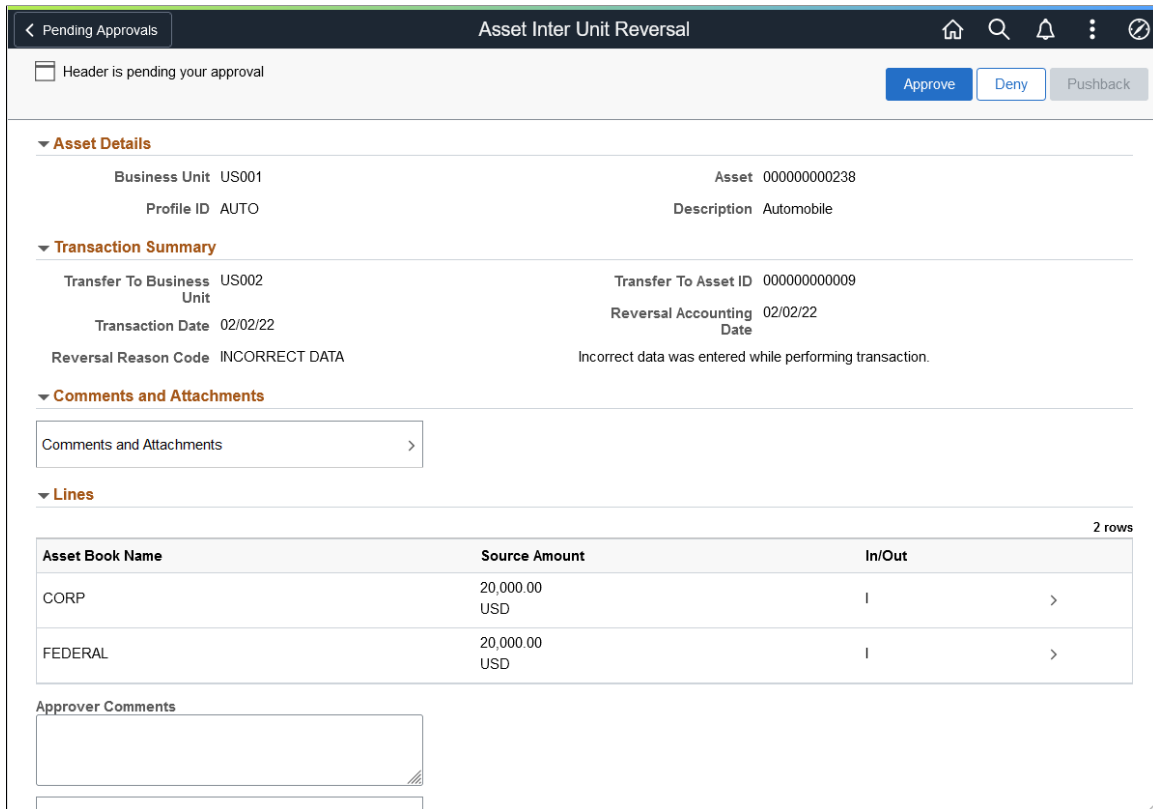 Pending Approvals
Asset Inter Unit Reversal
Header is pending your approval
Approve
Deny
Pushback
Asset Details
Business Unit US001
Asset 000000000238
Profile ID AUTO
Description Automobile
Transaction Summary
Transfer To Business Unit US002
Transfer To Asset ID 000000000009
Transaction Date 02/02/22
Reversal Accounting Date 02/02/22
Reversal Reason Code INCORRECT DATA
Incorrect data was entered while performing transaction.
Comments and Attachments
Comments and Attachments
Lines
2 rows
Asset Book Name Source Amount In/Out
CORP 20,000.00 USD I
FEDERAL 20,000.00 USD I
Approver Comments